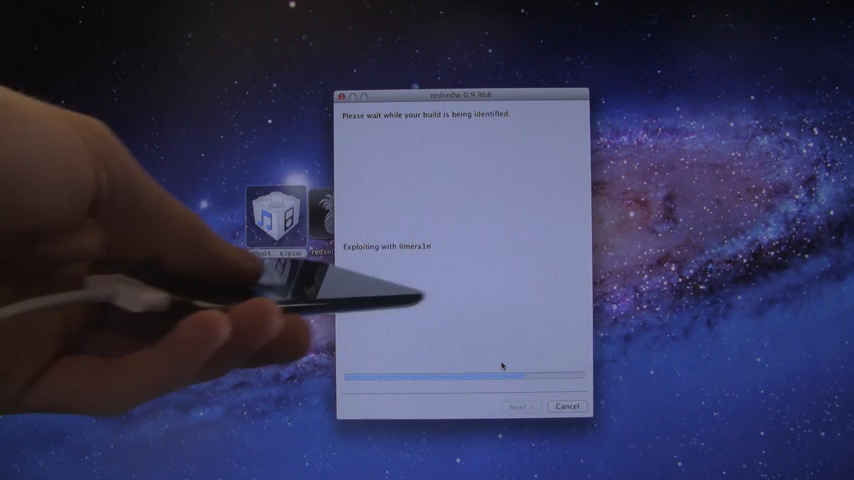 redsn0w 0.9.9b8
Please wait while your build is being identified.
Exploiting with limera1n
Next >
Cancel